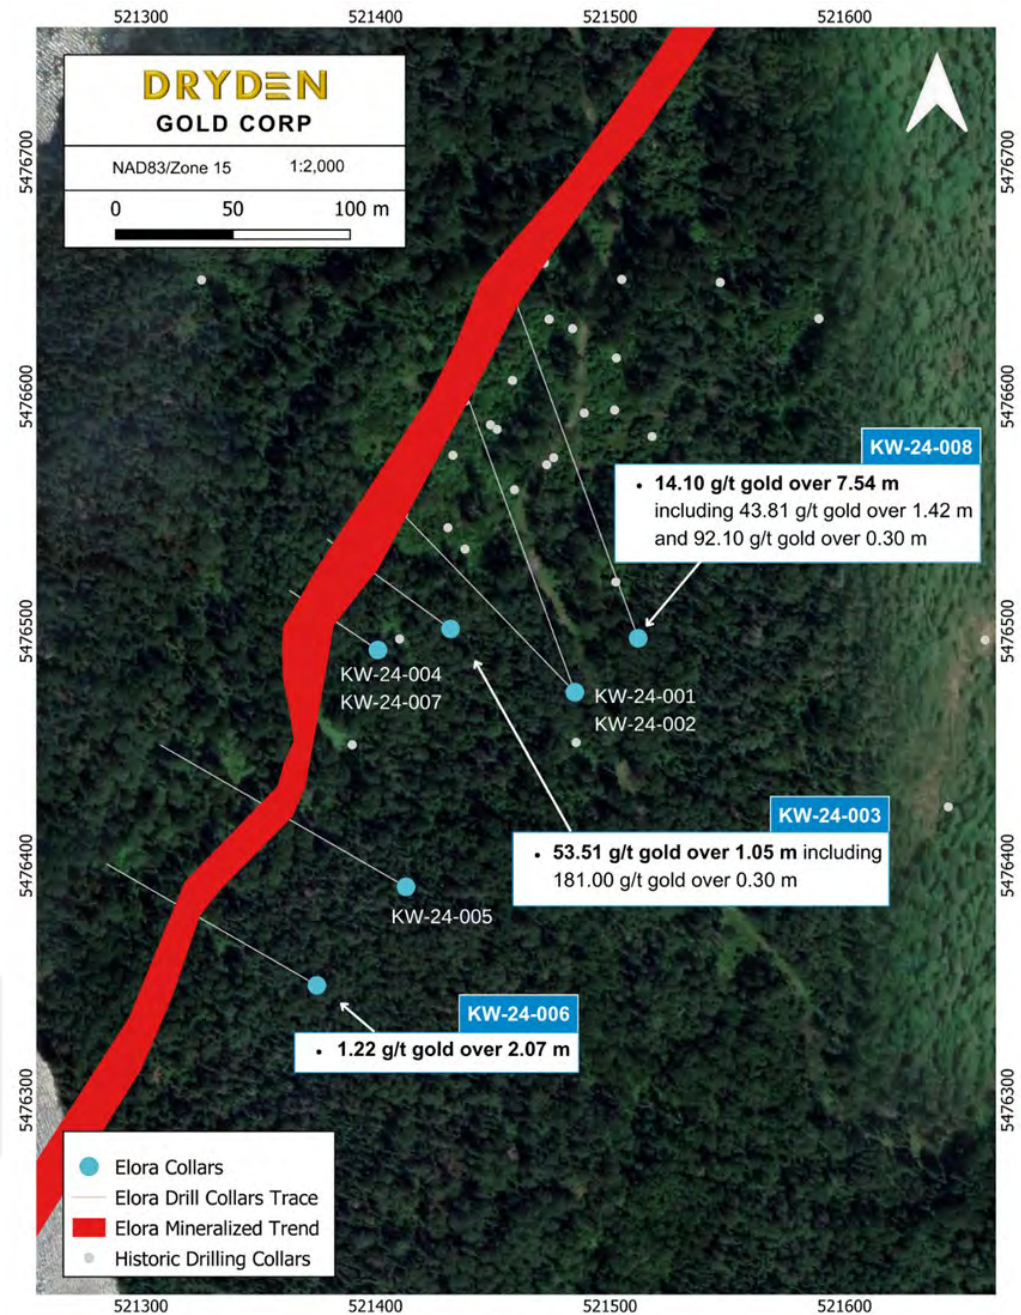 521300
521400
521500
521600
DRYDEN
GOLD CORP
NAD83/Zone 15
1:2,000
0
50
100 m
5476700
5476700
5476600
5476600
KW-24-008
• 14.10 g/t gold over 7.54 m
including 43.81 g/t gold over 1.42 m
and 92.10 g/t gold over 0.30 m
5476500
5476500
KW-24-004
KW-24-007
KW-24-001
KW-24-002
KW-24-003
• 53.51 g/t gold over 1.05 m including
181.00 g/t gold over 0.30 m
5476400
5476400
KW-24-005
KW-24-006
• 1.22 g/t gold over 2.07 m
5476300
5476300
Elora Collars
Elora Drill Collars Trace
Elora Mineralized Trend
Historic Drilling Collars
521300
521400
521500
521600